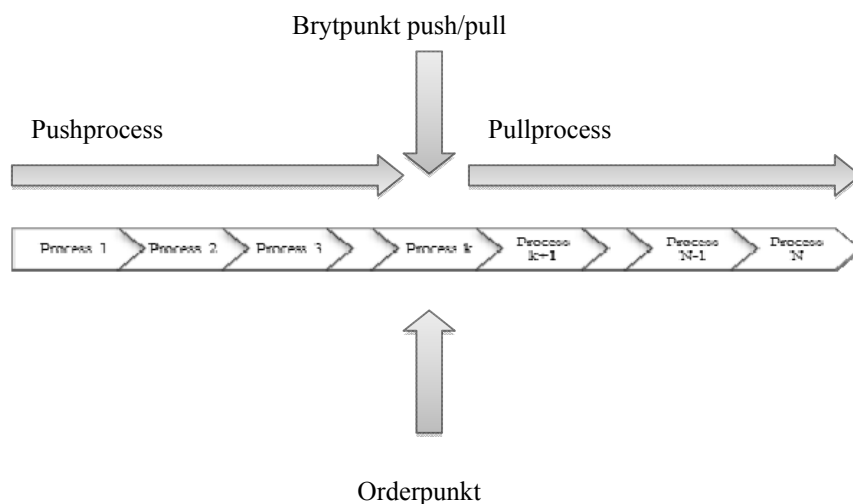 Brytpunkt push/pull
Pushprocess
Pullprocess
Process 1
Process 2
Process 3
Process k
Process
k+1
Process
N-1
Process
N
Orderpunkt